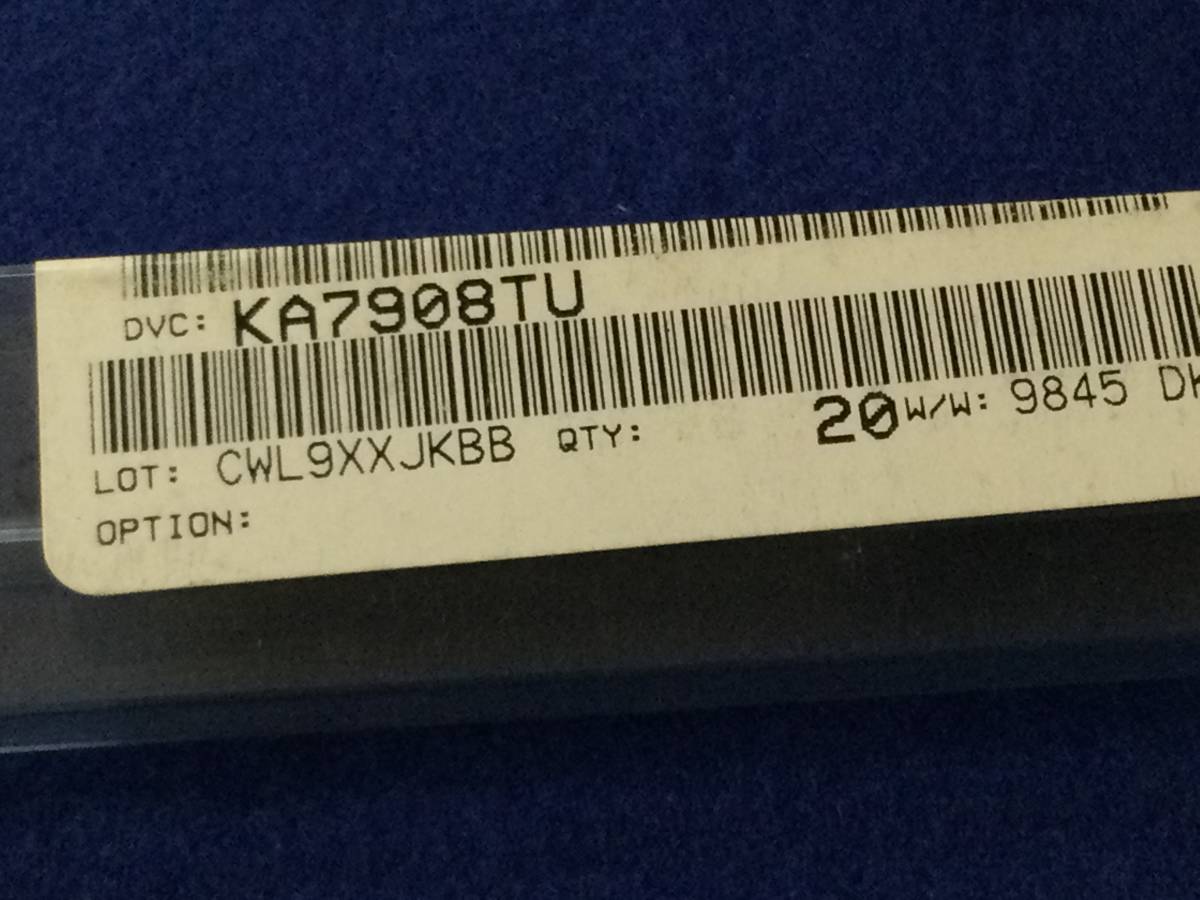 DVC: KA7908TU
LOT: CWL9XXJKBB QTY: 20 W/W: 9845
OPTION: